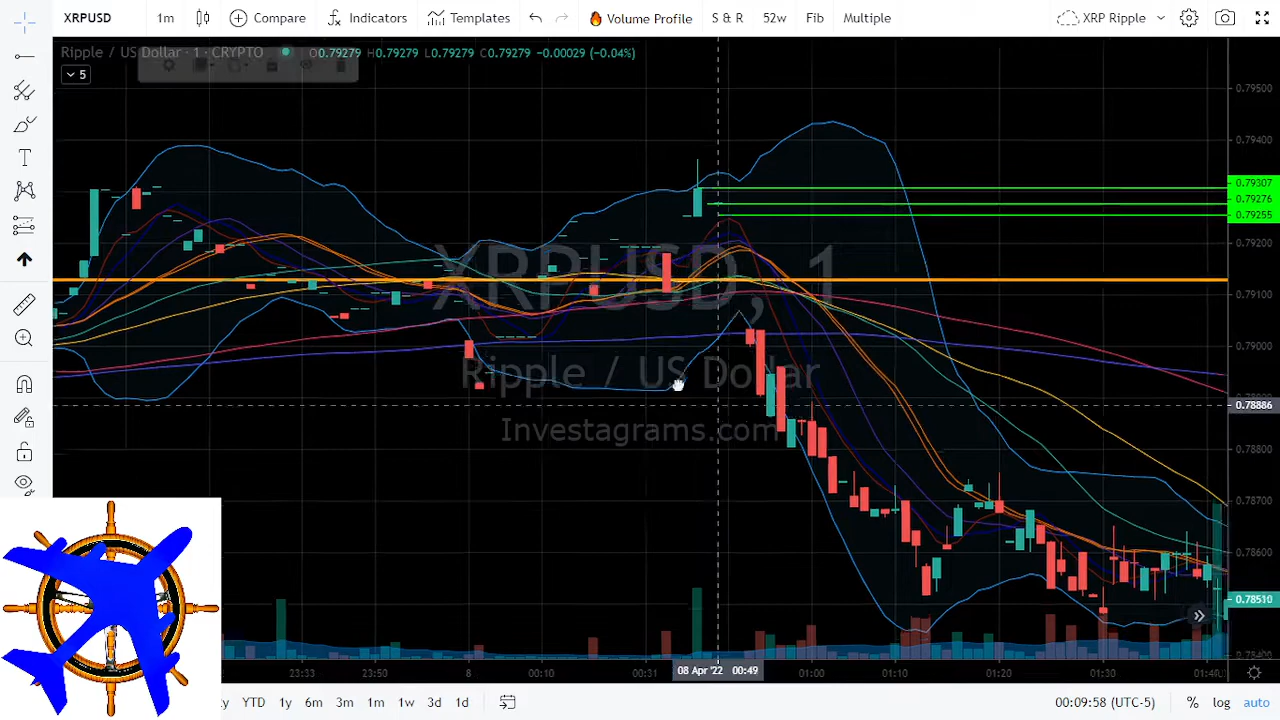 XRPUSD 1m Compare Indicators Templates Volume Profile S & R 52w Fib Multiple XRP Ripple
Ripple / US Dollar · 1 · CRYPTO O0.79279 H0.79279 L0.79279 C0.79279 −0.00029 (−0.04%)
5
0.79500
0.79400
0.79307
0.79276
0.79255
0.79200
XRPUSD, 1
0.79100
0.79000
Ripple / US Dollar
0.78886
Investagrams.com
0.78800
0.78700
0.78600
0.78510
23:33 23:50 8 00:10 00:31 08 Apr '22 00:49 01:00 01:10 01:20 01:30
YTD 1y 6m 3m 1m 1w 3d 1d 00:09:58 (UTC-5) % log auto